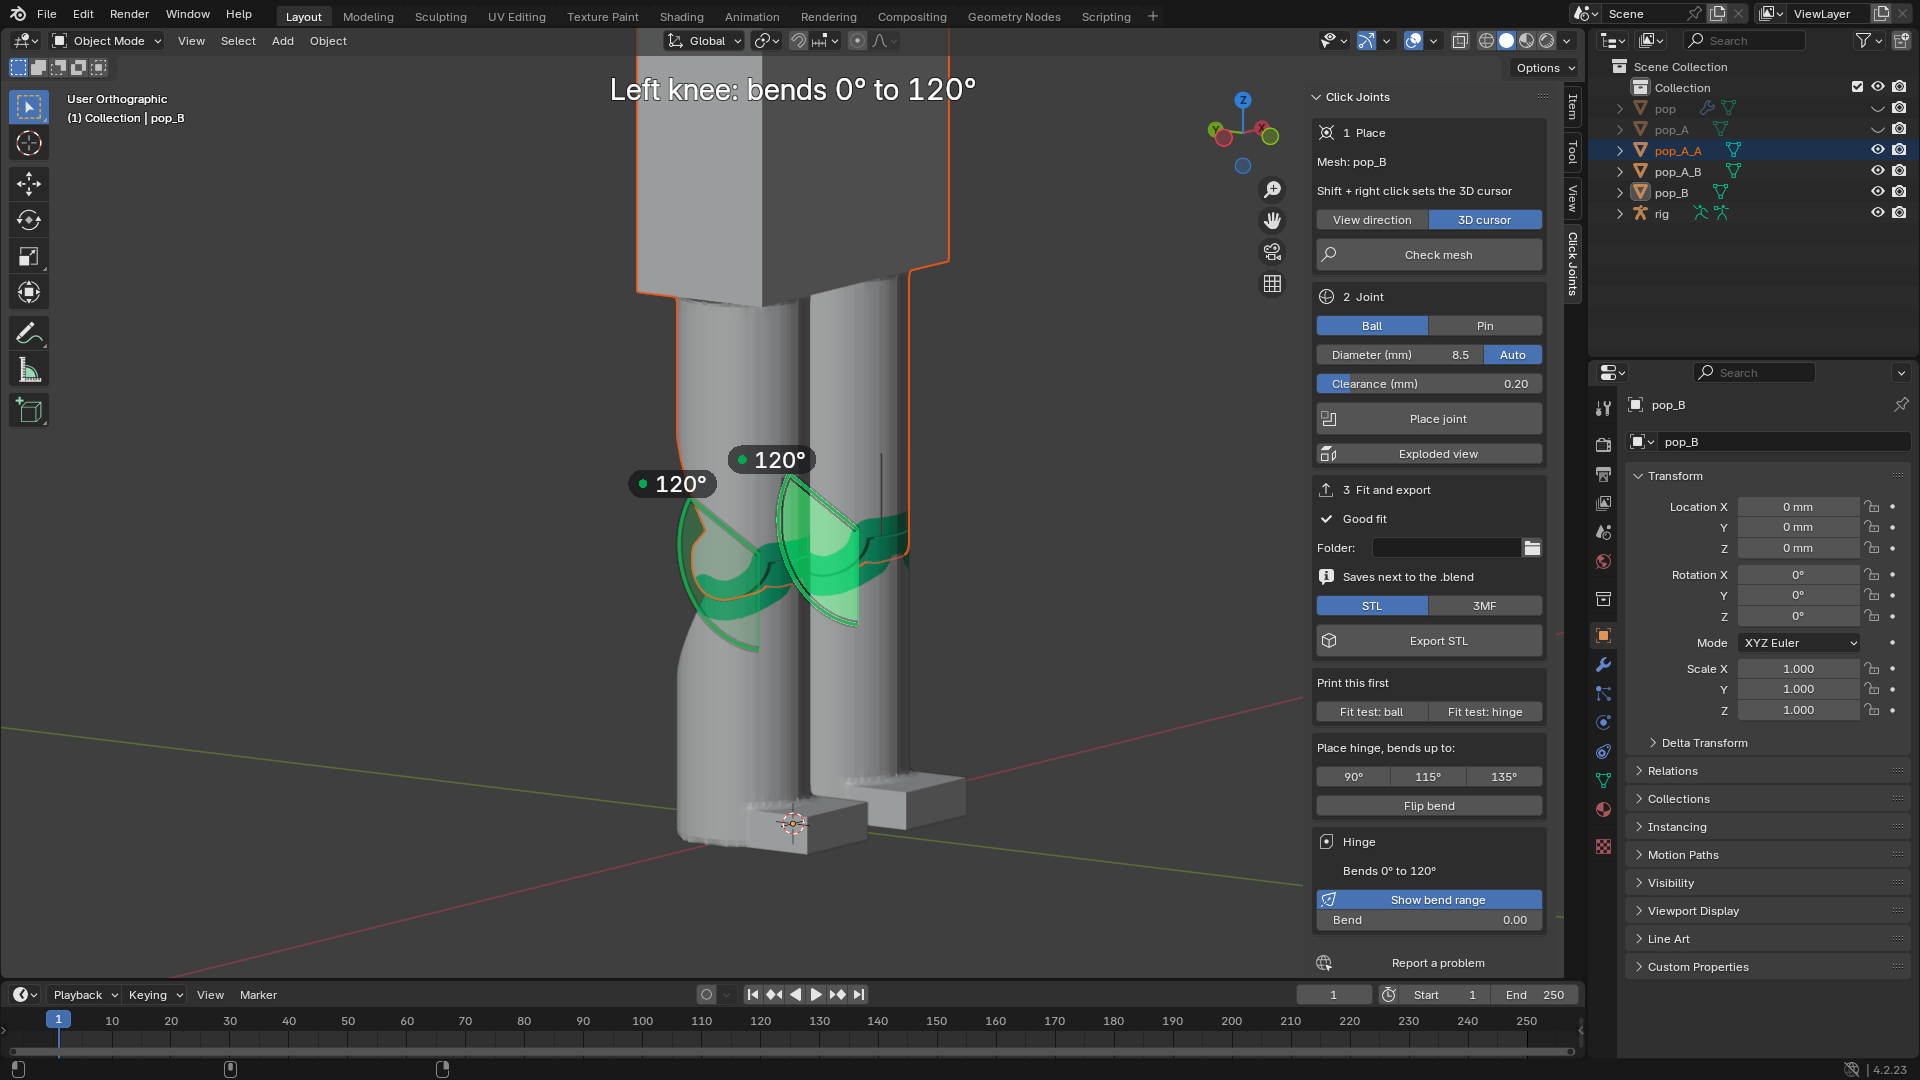 File Edit Render Window Help Layout Modeling Sculpting UV Editing Texture Paint Shading Animation Rendering Compositing Geometry Nodes Scripting Scene ViewLayer
Object Mode View Select Add Object Global Search
Options
Scene Collection
Collection
pop
pop_A
pop_A_A
pop_A_B
pop_B
rig
User Orthographic
(1) Collection | pop_B
Left knee: bends 0° to 120°
120°
120°
Z
Y
X
Click Joints
1 Place
Mesh: pop_B
Shift + right click sets the 3D cursor
View direction 3D cursor
Check mesh
2 Joint
Ball Pin
Diameter (mm) 8.5 Auto
Clearance (mm) 0.20
Place joint
Exploded view
3 Fit and export
Good fit
Folder:
Saves next to the .blend
STL 3MF
Export STL
Print this first
Fit test: ball Fit test: hinge
Place hinge, bends up to:
90° 115° 135°
Flip bend
Hinge
Bends 0° to 120°
Show bend range
Bend 0.00
Report a problem
Item
Tool
View
Click Joints
Search
pop_B
pop_B
Transform
Location X 0 mm
Y 0 mm
Z 0 mm
Rotation X 0°
Y 0°
Z 0°
Mode XYZ Euler
Scale X 1.000
Y 1.000
Z 1.000
Delta Transform
Relations
Collections
Instancing
Motion Paths
Visibility
Viewport Display
Line Art
Custom Properties
Playback Keying View Marker 1 Start 1 End 250
1 10 20 30 40 50 60 70 80 90 100 110 120 130 140 150 160 170 180 190 200 210 220 230 240 250
4.2.23